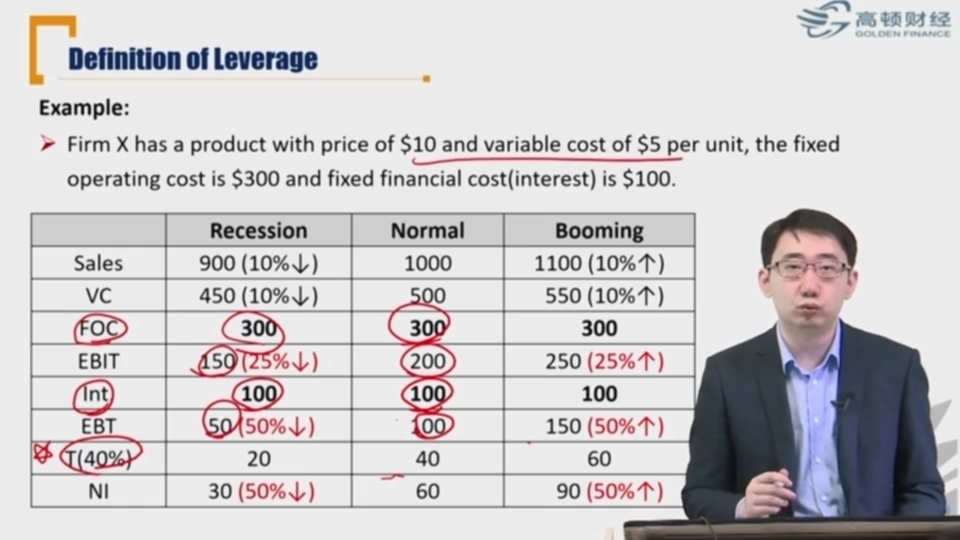 高顿财经
GOLDEN FINANCE
Definition of Leverage
Example:
Firm X has a product with price of $10 and variable cost of $5 per unit, the fixed
operating cost is $300 and fixed financial cost(interest) is $100.
Recession Normal Booming
Sales 900 (10%↓) 1000 1100 (10%↑)
VC 450 (10%↓) 500 550 (10%↑)
FOC 300 300 300
EBIT 150 (25%↓) 200 250 (25%↑)
Int 100 100 100
EBT 50 (50%↓) 100 150 (50%↑)
T(40%) 20 40 60
NI 30 (50%↓) 60 90 (50%↑)